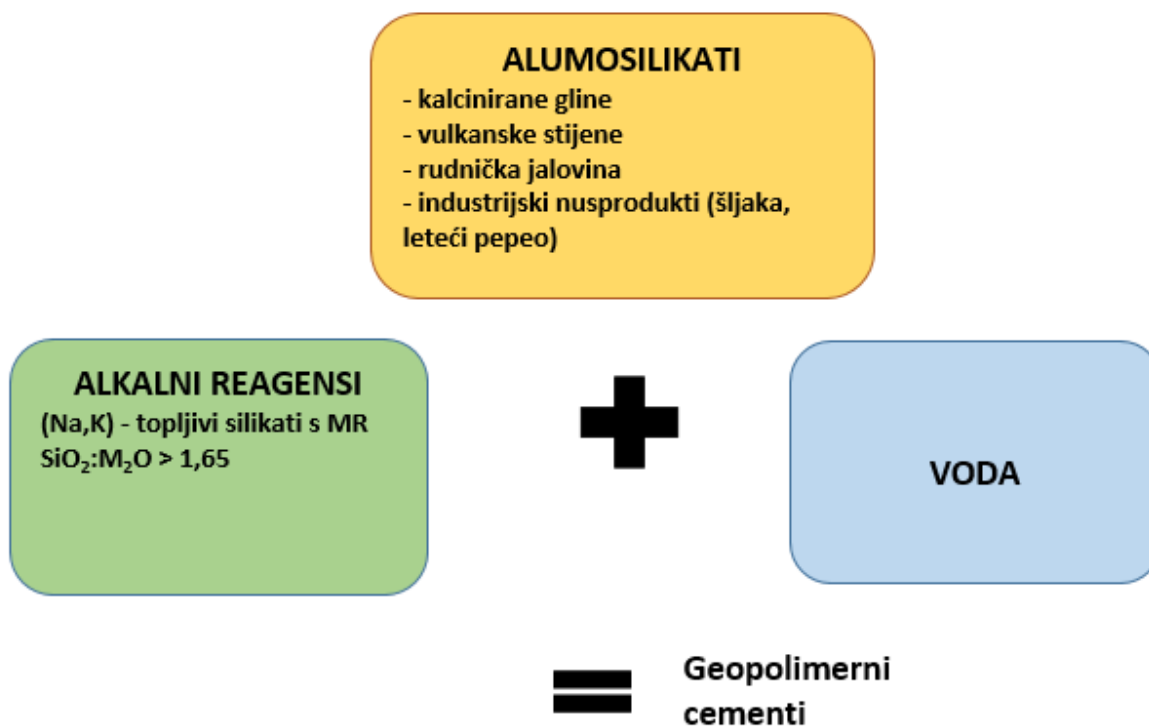 ALUMOSILIKATI
- kalcinirane gline
- vulkanske stijene
- rudnička jalovina
- industrijski nusprodukti (šljaka,
leteći pepeo)
ALKALNI REAGENSI
(Na,K) - topljivi silikati s MR
SiO₂:M₂O > 1,65
VODA
Geopolimerni
cementi